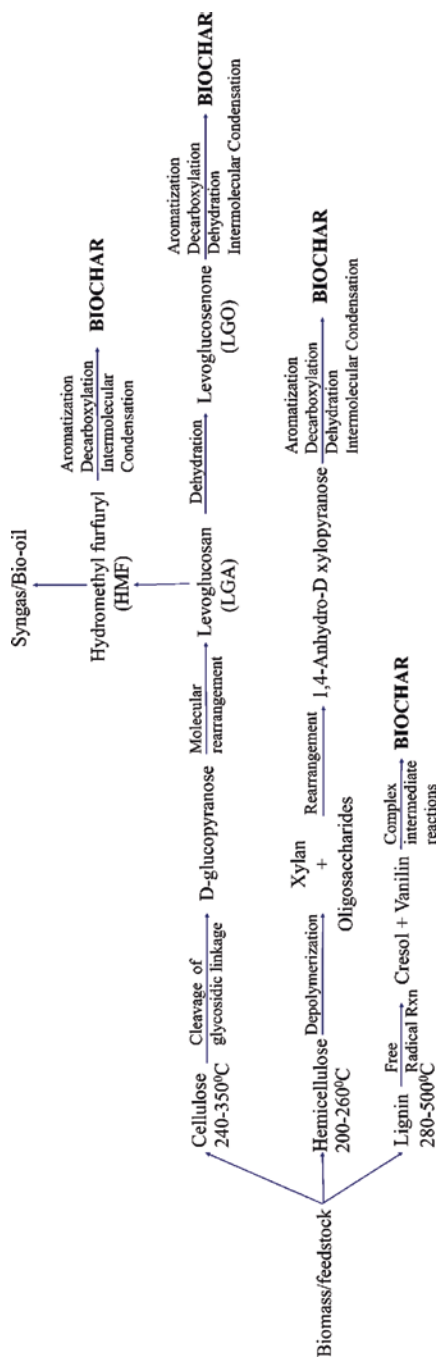 Syngas/Bio-oil
Hydromethyl furfuryl
(HMF)
Aromatization
Decarboxylation
Intermolecular
Condensation
BIOCHAR
Cellulose
240-350⁰C
Cleavage of
glycosidic linkage
D-glucopyranose
Molecular
rearrangement
Levoglucosan
(LGA)
Dehydration
Levoglucosenone
(LGO)
Aromatization
Decarboxylation
Dehydration
Intermolecular Condensation
BIOCHAR
Biomass/feedstock
Hemicellulose
200-260⁰C
Depolymerization
Xylan
+
Oligosaccharides
Rearrangement
1,4-Anhydro-D xylopyranose
Aromatization
Decarboxylation
Dehydration
Intermolecular Condensation
BIOCHAR
Lignin
280-500⁰C
Free
Radical Rxn
Cresol + Vanilin
Complex
intermediate
reactions
BIOCHAR